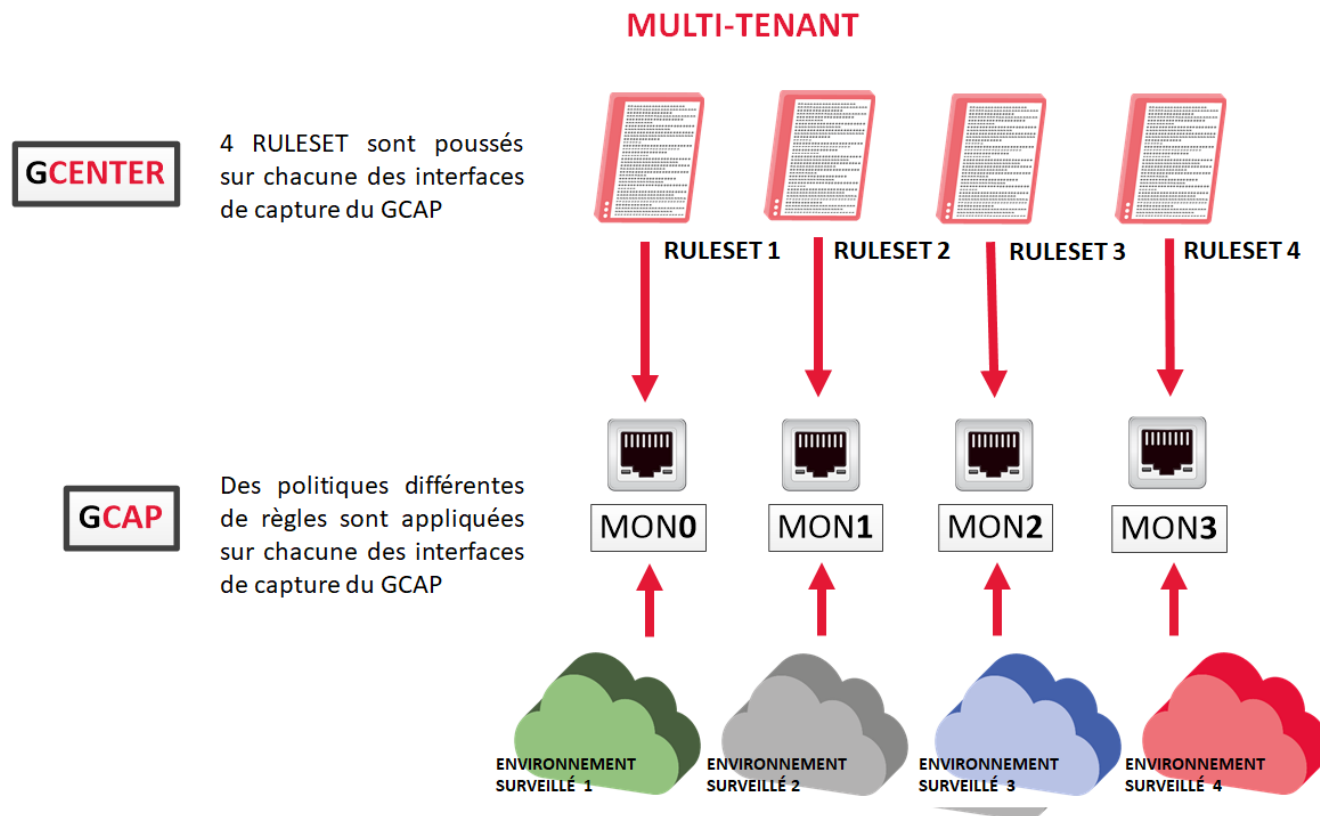 MULTI-TENANT
GCENTER
4 RULESET sont poussés
sur chacune des interfaces
de capture du GCAP
RULESET 1
RULESET 2
RULESET 3
RULESET 4
GCAP
Des politiques différentes
de règles sont appliquées
sur chacune des interfaces
de capture du GCAP
MON0
MON1
MON2
MON3
ENVIRONNEMENT
SURVEILLÉ 1
ENVIRONNEMENT
SURVEILLÉ 2
ENVIRONNEMENT
SURVEILLÉ 3
ENVIRONNEMENT
SURVEILLÉ 4